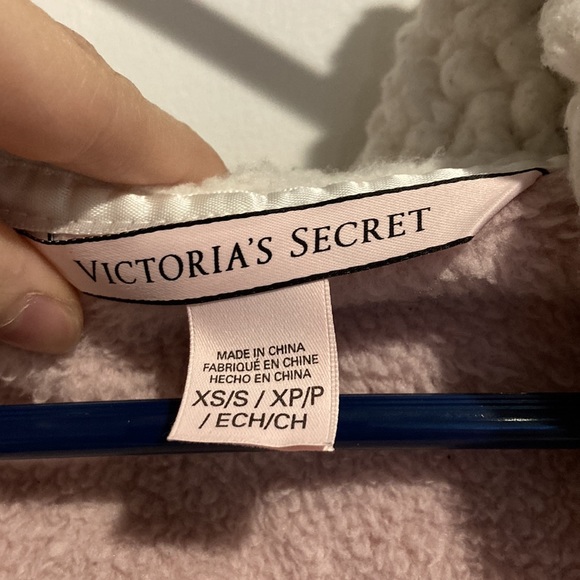 VICTORIA'S SECRET
MADE IN CHINA
FABRIQUÉ EN CHINE
HECHO EN CHINA
XS/S / XP/P
/ ECH/CH